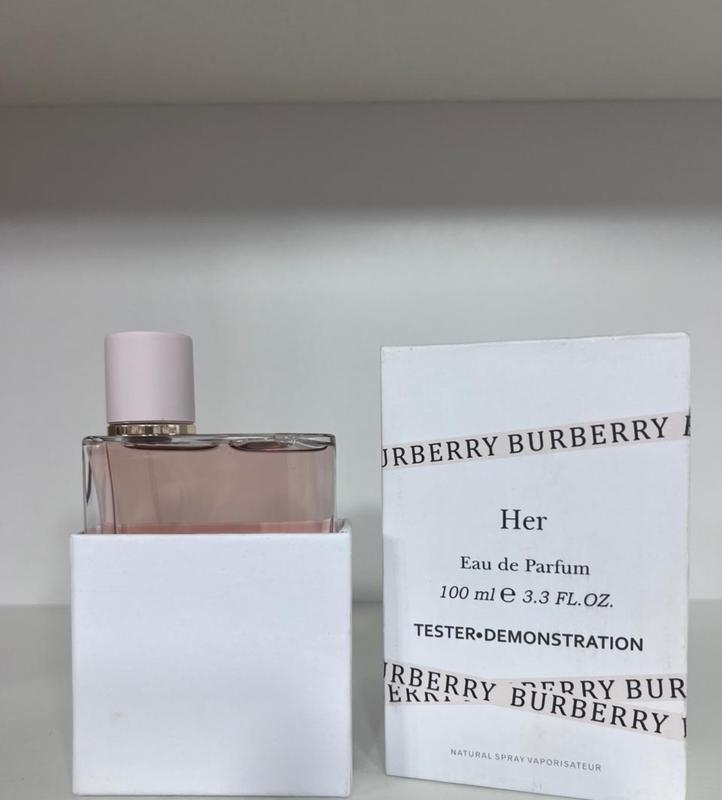 URBERRY BURBERRY
Her
Eau de Parfum
100 ml e 3.3 FL.OZ.
TESTER•DEMONSTRATION
URBERRY BUR
BURBERRY
NATURAL SPRAY VAPORISATEUR